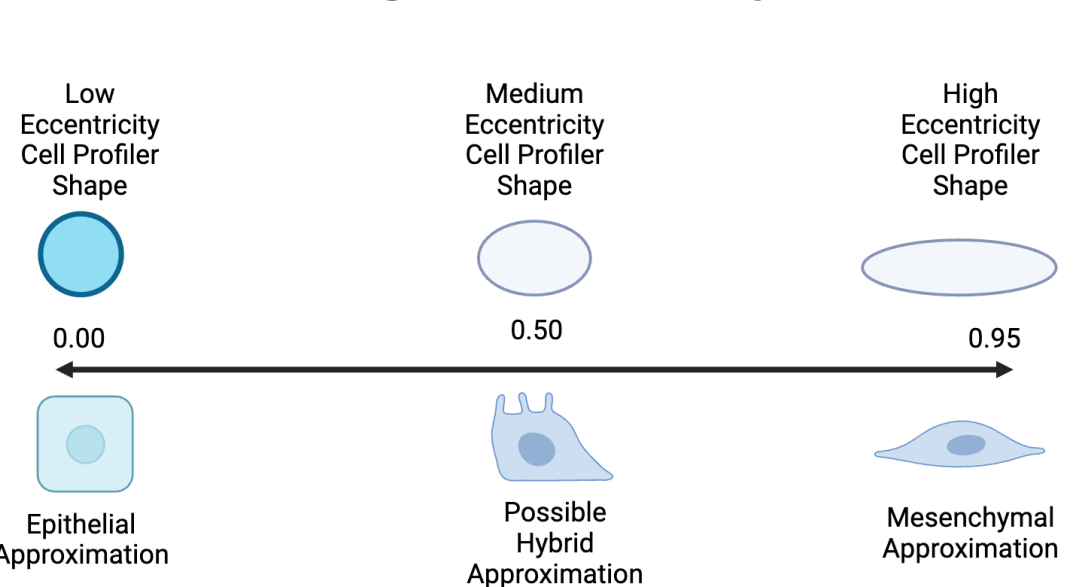 Low
Eccentricity
Cell Profiler
Shape
Medium
Eccentricity
Cell Profiler
Shape
High
Eccentricity
Cell Profiler
Shape
0.00
0.50
0.95
Epithelial
Approximation
Possible
Hybrid
Approximation
Mesenchymal
Approximation